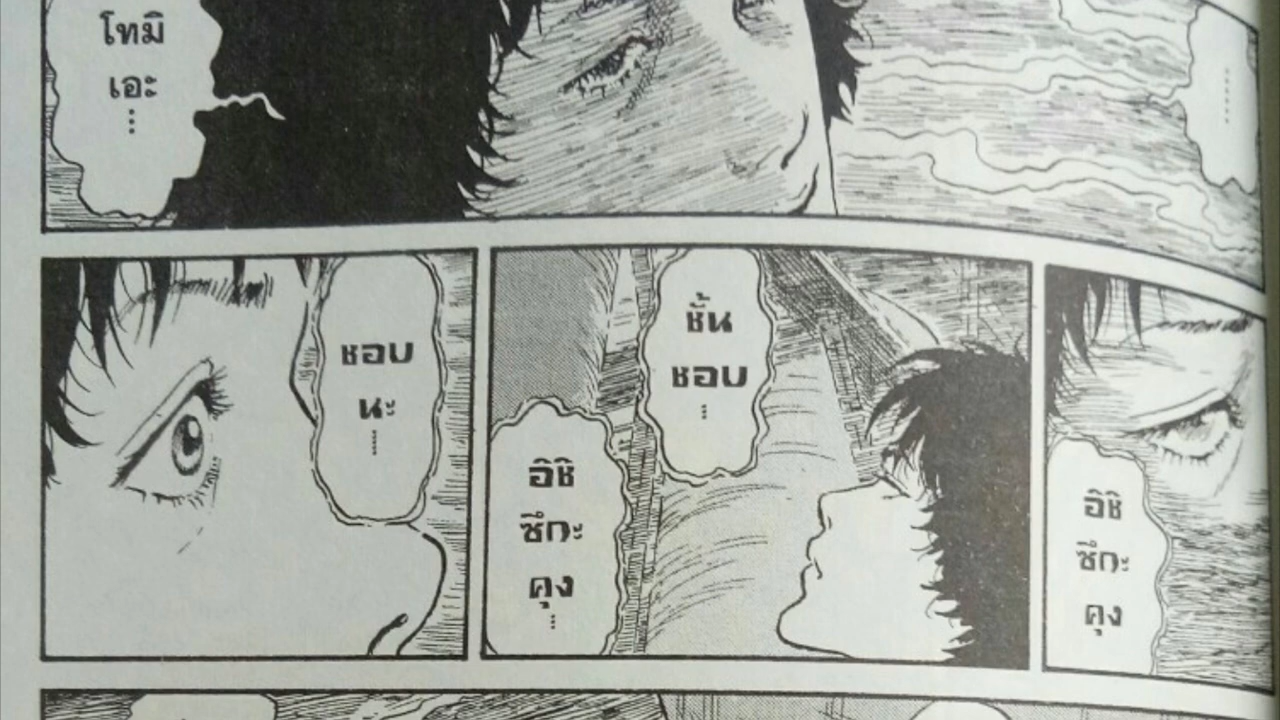 ......
โทมิ
เอะ
...
อิชิ
ซึกะ
คุง
ชั้น
ชอบ
...
อิชิ
ซึกะ
คุง
...
ชอบ
นะ
......